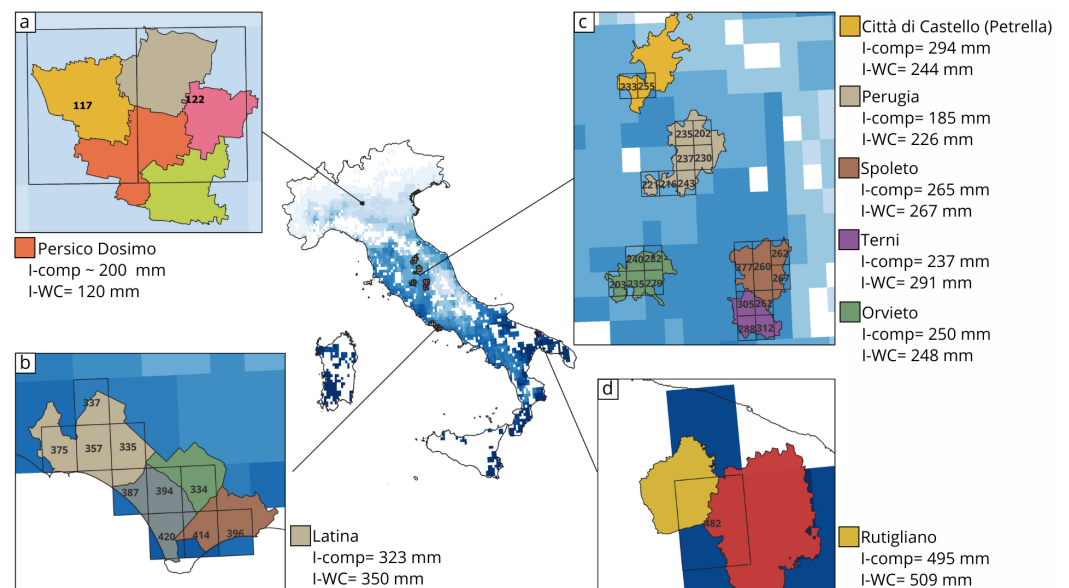 a
117
122
Persico Dosimo
I-comp ~ 200 mm
I-WC= 120 mm
b
337
375
357
335
387
394
334
420
414
396
Latina
I-comp= 323 mm
I-WC= 350 mm
c
233 255
235 202
237 230
221 216 243
240 282
203 235 279
277 260 262
267
305 262
288 312
Città di Castello (Petrella)
I-comp= 294 mm
I-WC= 244 mm
Perugia
I-comp= 185 mm
I-WC= 226 mm
Spoleto
I-comp= 265 mm
I-WC= 267 mm
Terni
I-comp= 237 mm
I-WC= 291 mm
Orvieto
I-comp= 250 mm
I-WC= 248 mm
d
482
Rutigliano
I-comp= 495 mm
I-WC= 509 mm